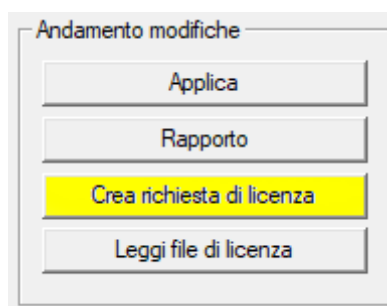 Andamento modifiche
Applica
Rapporto
Crea richiesta di licenza
Leggi file di licenza